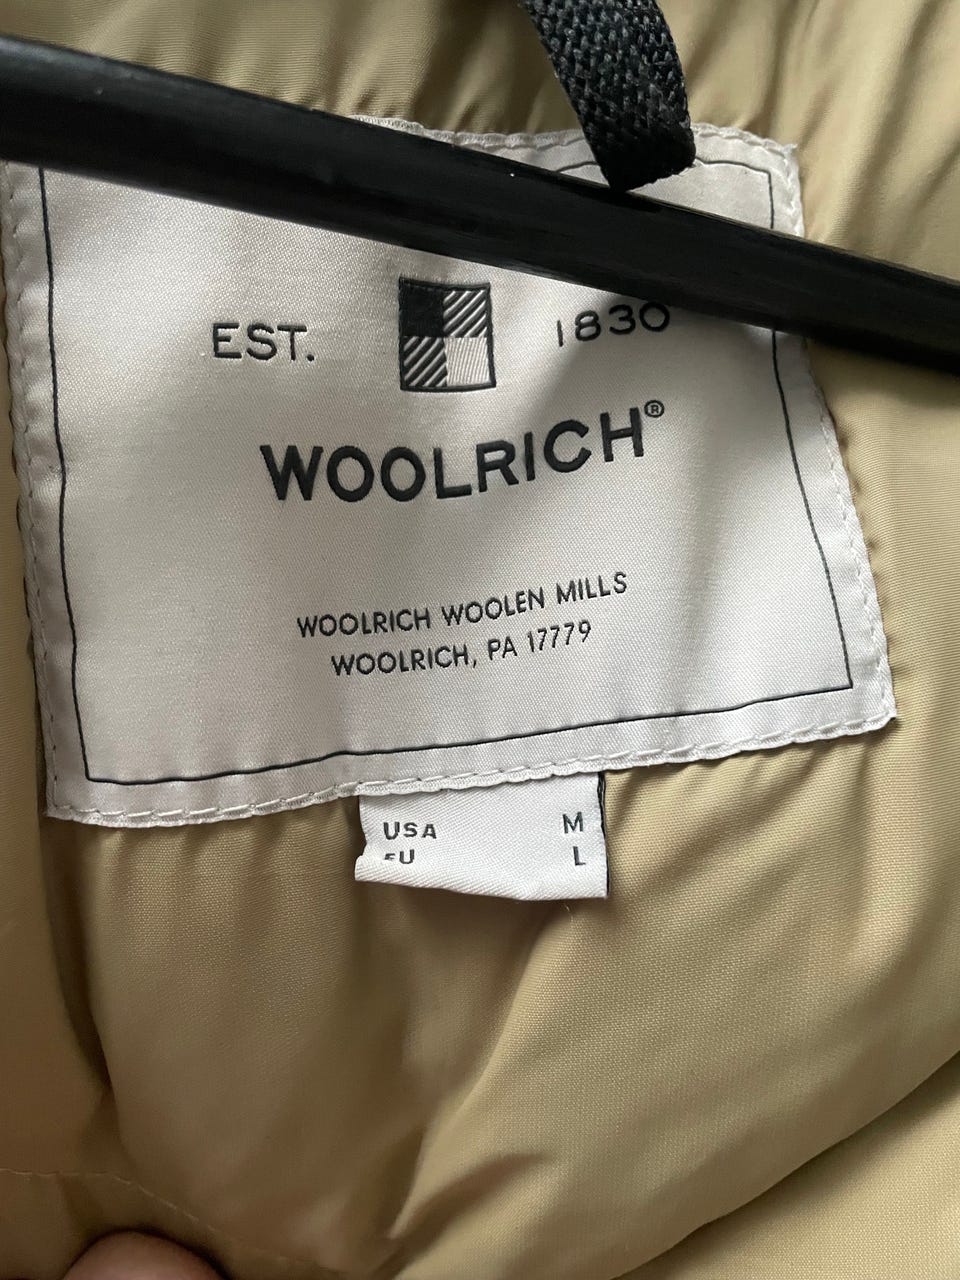 EST. 1830
WOOLRICH®
WOOLRICH WOOLEN MILLS
WOOLRICH, PA 17779
USA M
EU L